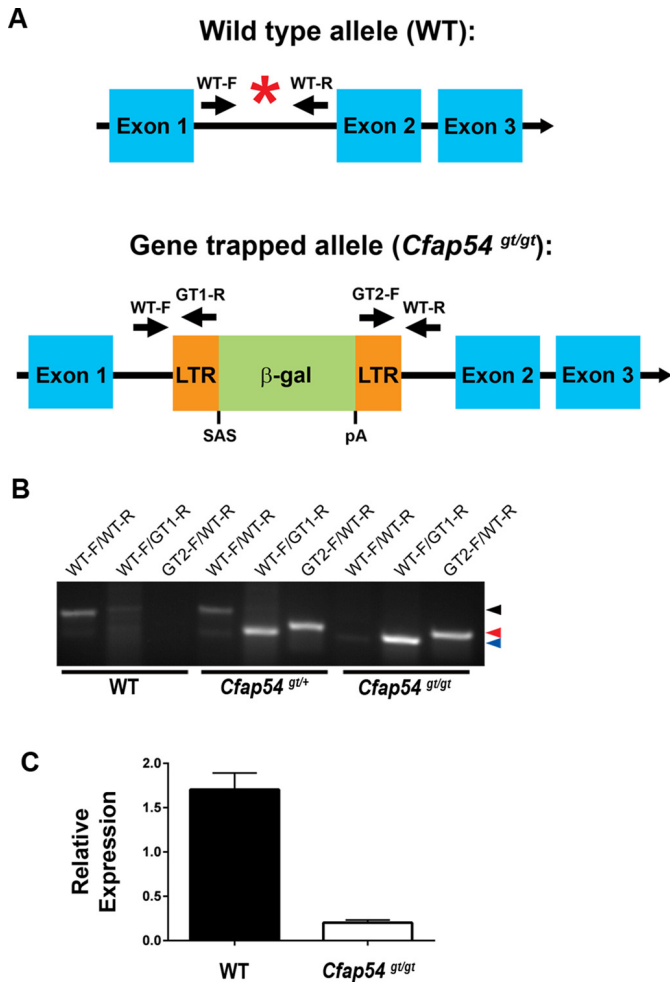 A
Wild type allele (WT):
WT-F
*
WT-R
Exon 1
Exon 2
Exon 3
Gene trapped allele (Cfap54 gt/gt):
WT-F
GT1-R
GT2-F
WT-R
Exon 1
LTR
β-gal
LTR
Exon 2
Exon 3
SAS
pA
B
WT-F/WT-R
WT-F/GT1-R
GT2-F/WT-R
WT-F/WT-R
WT-F/GT1-R
GT2-F/WT-R
WT-F/WT-R
WT-F/GT1-R
GT2-F/WT-R
WT
Cfap54 gt/+
Cfap54 gt/gt
C
Relative
Expression
2.0
1.5
1.0
0.5
0.0
WT
Cfap54 gt/gt